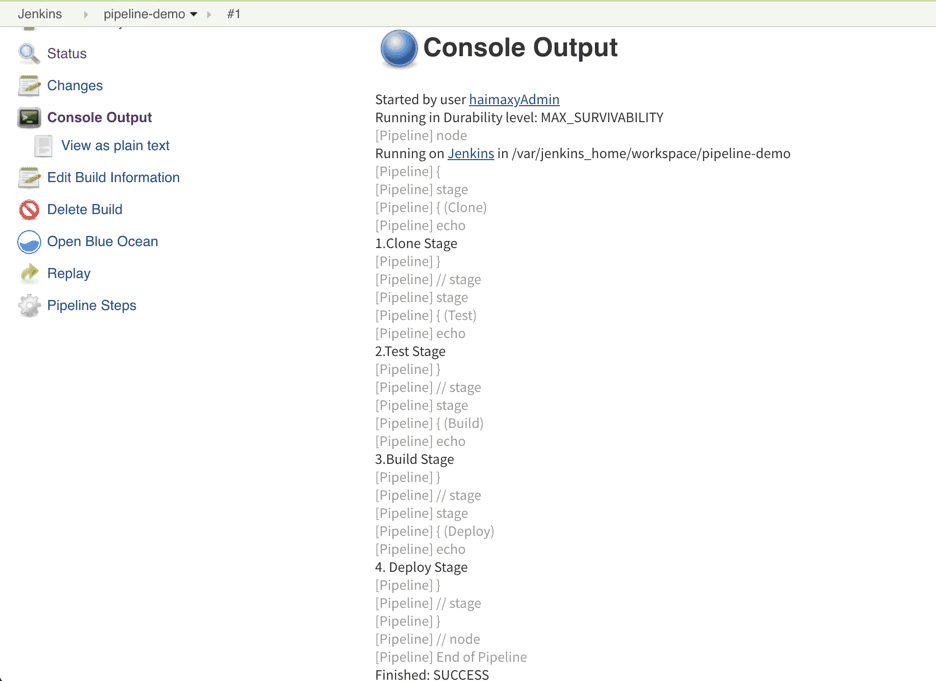 Jenkins pipeline-demo #1
Status
Changes
Console Output
View as plain text
Edit Build Information
Delete Build
Open Blue Ocean
Replay
Pipeline Steps
Console Output
Started by user haimaxyAdmin
Running in Durability level: MAX_SURVIVABILITY
[Pipeline] node
Running on Jenkins in /var/jenkins_home/workspace/pipeline-demo
[Pipeline] {
[Pipeline] stage
[Pipeline] { (Clone)
[Pipeline] echo
1.Clone Stage
[Pipeline] }
[Pipeline] // stage
[Pipeline] stage
[Pipeline] { (Test)
[Pipeline] echo
2.Test Stage
[Pipeline] }
[Pipeline] // stage
[Pipeline] stage
[Pipeline] { (Build)
[Pipeline] echo
3.Build Stage
[Pipeline] }
[Pipeline] // stage
[Pipeline] stage
[Pipeline] { (Deploy)
[Pipeline] echo
4. Deploy Stage
[Pipeline] }
[Pipeline] // stage
[Pipeline] }
[Pipeline] // node
[Pipeline] End of Pipeline
Finished: SUCCESS